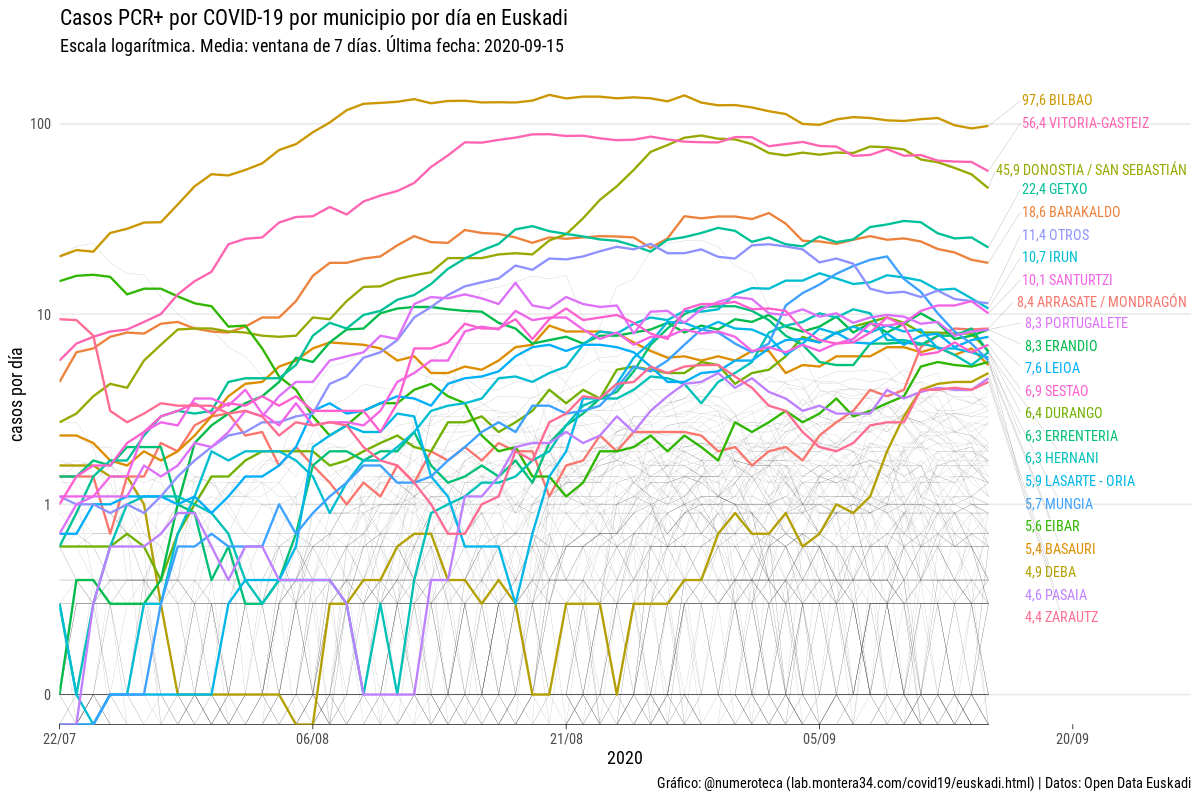 Casos PCR+ por COVID-19 por municipio por día en Euskadi
Escala logarítmica. Media: ventana de 7 días. Última fecha: 2020-09-15
casos por día
100
10
1
0
97,6 BILBAO
56,4 VITORIA-GASTEIZ
45,9 DONOSTIA / SAN SEBASTIÁN
22,4 GETXO
18,6 BARAKALDO
11,4 OTROS
10,7 IRUN
10,1 SANTURTZI
8,4 ARRASATE / MONDRAGÓN
8,3 PORTUGALETE
8,3 ERANDIO
7,6 LEIOA
6,9 SESTAO
6,4 DURANGO
6,3 ERRENTERIA
6,3 HERNANI
5,9 LASARTE - ORIA
5,7 MUNGIA
5,6 EIBAR
5,4 BASAURI
4,9 DEBA
4,6 PASAIA
4,4 ZARAUTZ
22/07
06/08
21/08
05/09
20/09
2020
Gráfico: @numeroteca (lab.montera34.com/covid19/euskadi.html) | Datos: Open Data Euskadi